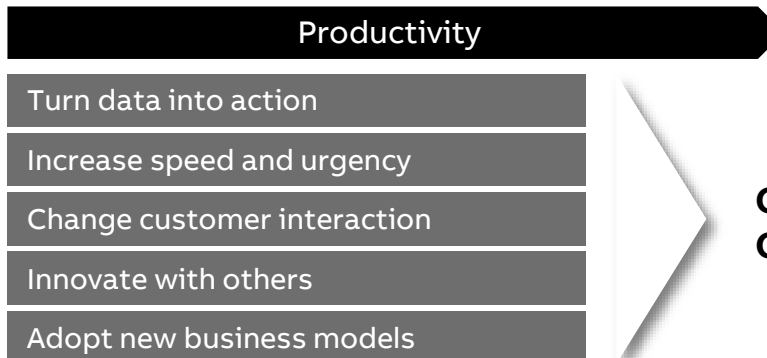 Productivity
Turn data into action
Increase speed and urgency
Change customer interaction
Innovate with others
Adopt new business models